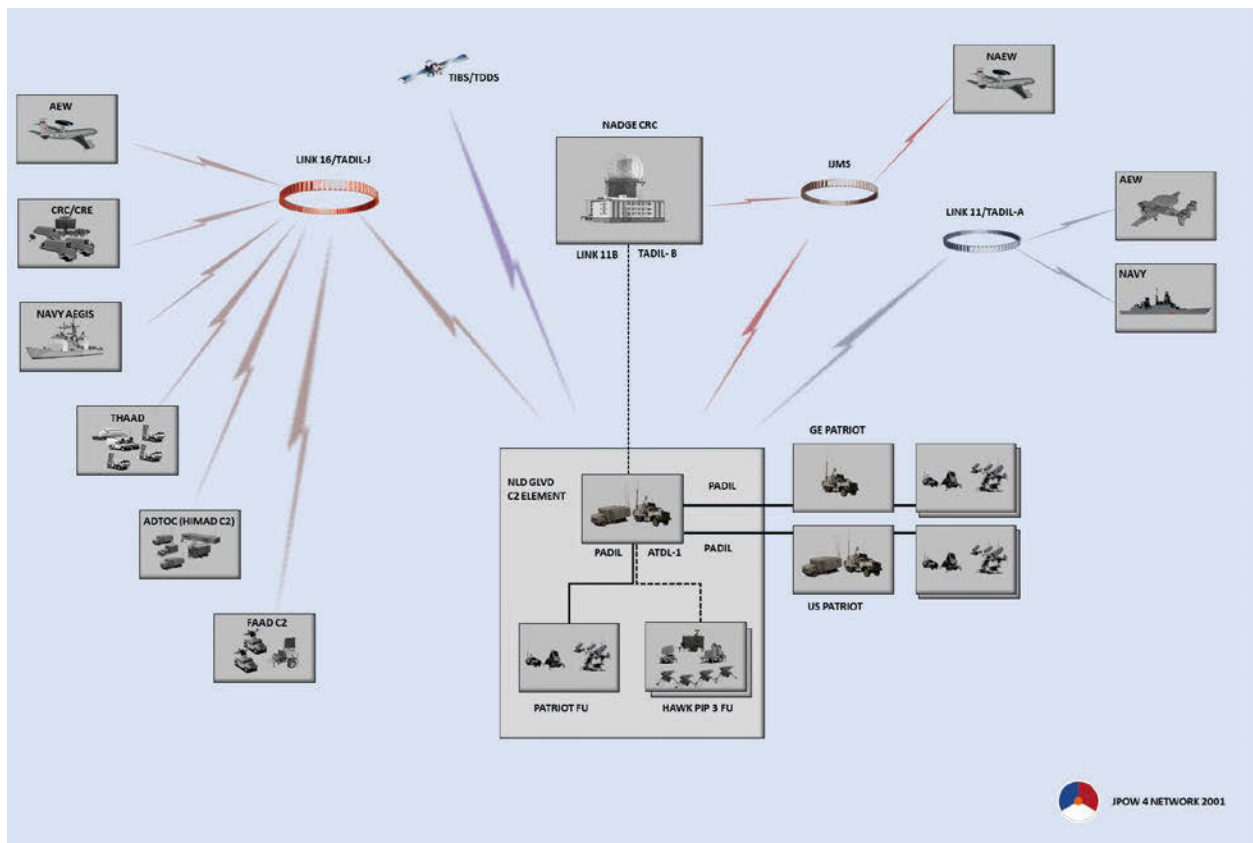 NAEW
TIBS/TDDS
AEW
NADGE CRC
LINK 16/TADIL-J
IJMS
AEW
CRC/CRE
LINK 11/TADIL-A
LINK 11B
TADIL- B
NAVY
NAVY AEGIS
THAAD
GE PATRIOT
NLD GLVD
C2 ELEMENT
PADIL
ADTOC (HIMAD C2)
PADIL
ATDL-1
PADIL
US PATRIOT
FAAD C2
PATRIOT FU
HAWK PIP 3 FU
JPOW 4 NETWORK 2001